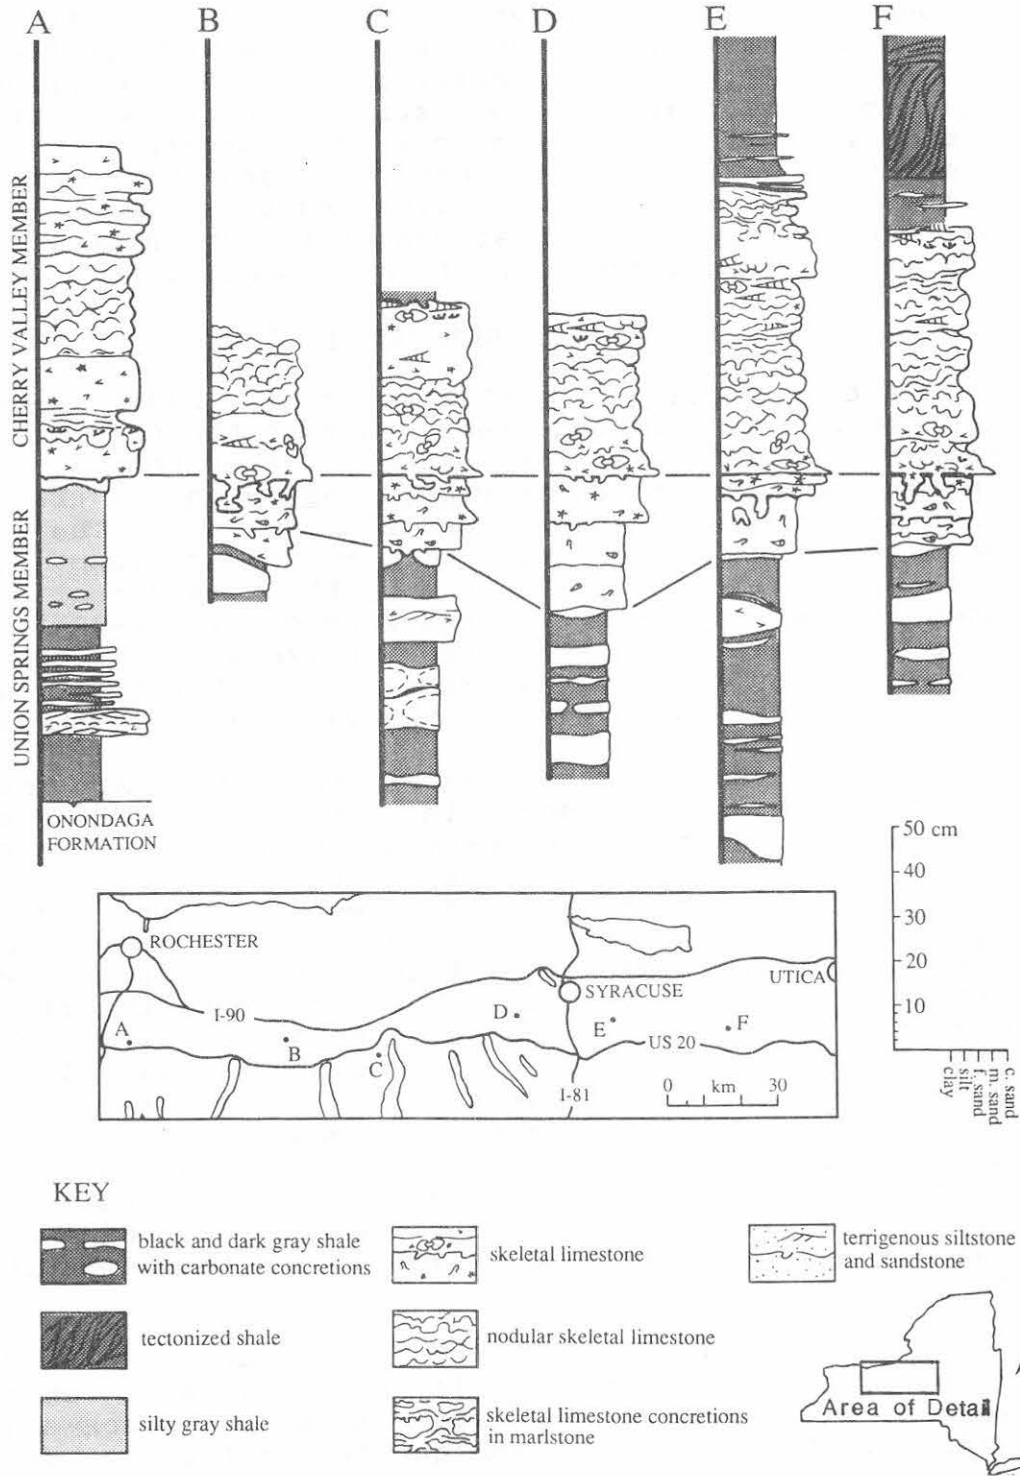 A B C D E F
CHERRY VALLEY MEMBER
UNION SPRINGS MEMBER
ONONDAGA
FORMATION
50 cm
40
30
20
10
clay
silt
f. sand
m. sand
c. sand
ROCHESTER
I-90
A
B
C
D
E
F
SYRACUSE
UTICA
US 20
I-81
0 km 30
KEY
black and dark gray shale
with carbonate concretions
tectonized shale
silty gray shale
skeletal limestone
nodular skeletal limestone
skeletal limestone concretions
in marlstone
terrigenous siltstone
and sandstone
Area of Detail